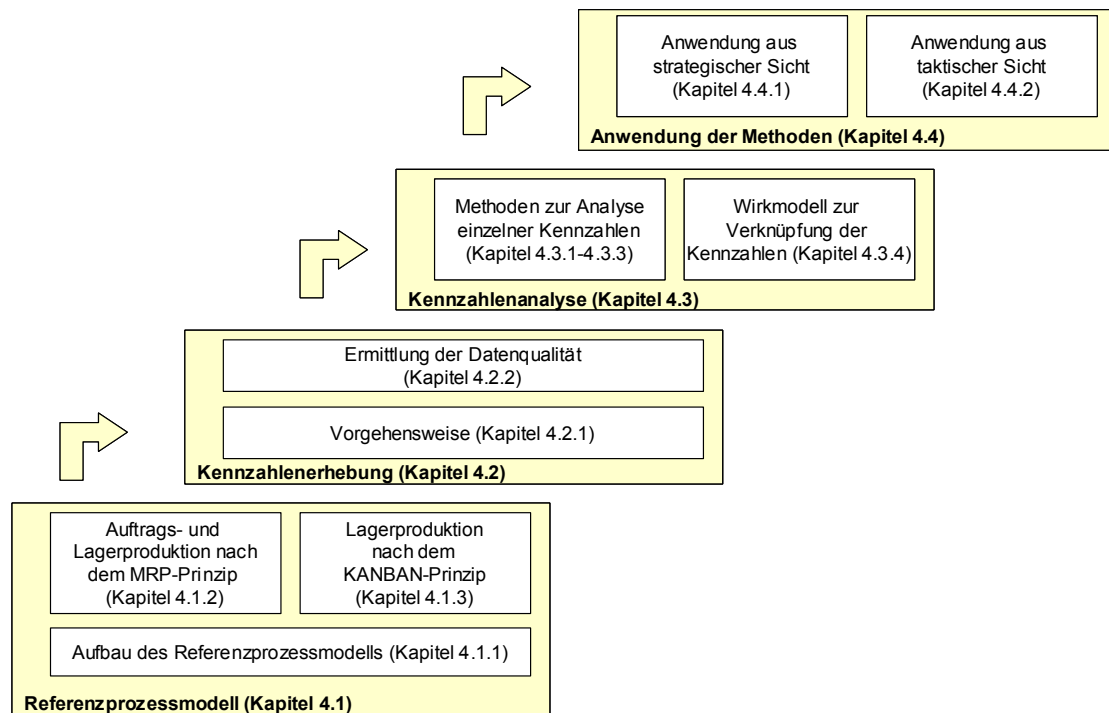 Anwendung aus
strategischer Sicht
(Kapitel 4.4.1)
Anwendung aus
taktischer Sicht
(Kapitel 4.4.2)
Anwendung der Methoden (Kapitel 4.4)
Methoden zur Analyse
einzelner Kennzahlen
(Kapitel 4.3.1-4.3.3)
Wirkmodell zur
Verknüpfung der
Kennzahlen (Kapitel 4.3.4)
Kennzahlenanalyse (Kapitel 4.3)
Ermittlung der Datenqualität
(Kapitel 4.2.2)
Vorgehensweise (Kapitel 4.2.1)
Kennzahlenerhebung (Kapitel 4.2)
Auftrags- und
Lagerproduktion nach
dem MRP-Prinzip
(Kapitel 4.1.2)
Lagerproduktion
nach dem
KANBAN-Prinzip
(Kapitel 4.1.3)
Aufbau des Referenzprozessmodells (Kapitel 4.1.1)
Referenzprozessmodell (Kapitel 4.1)